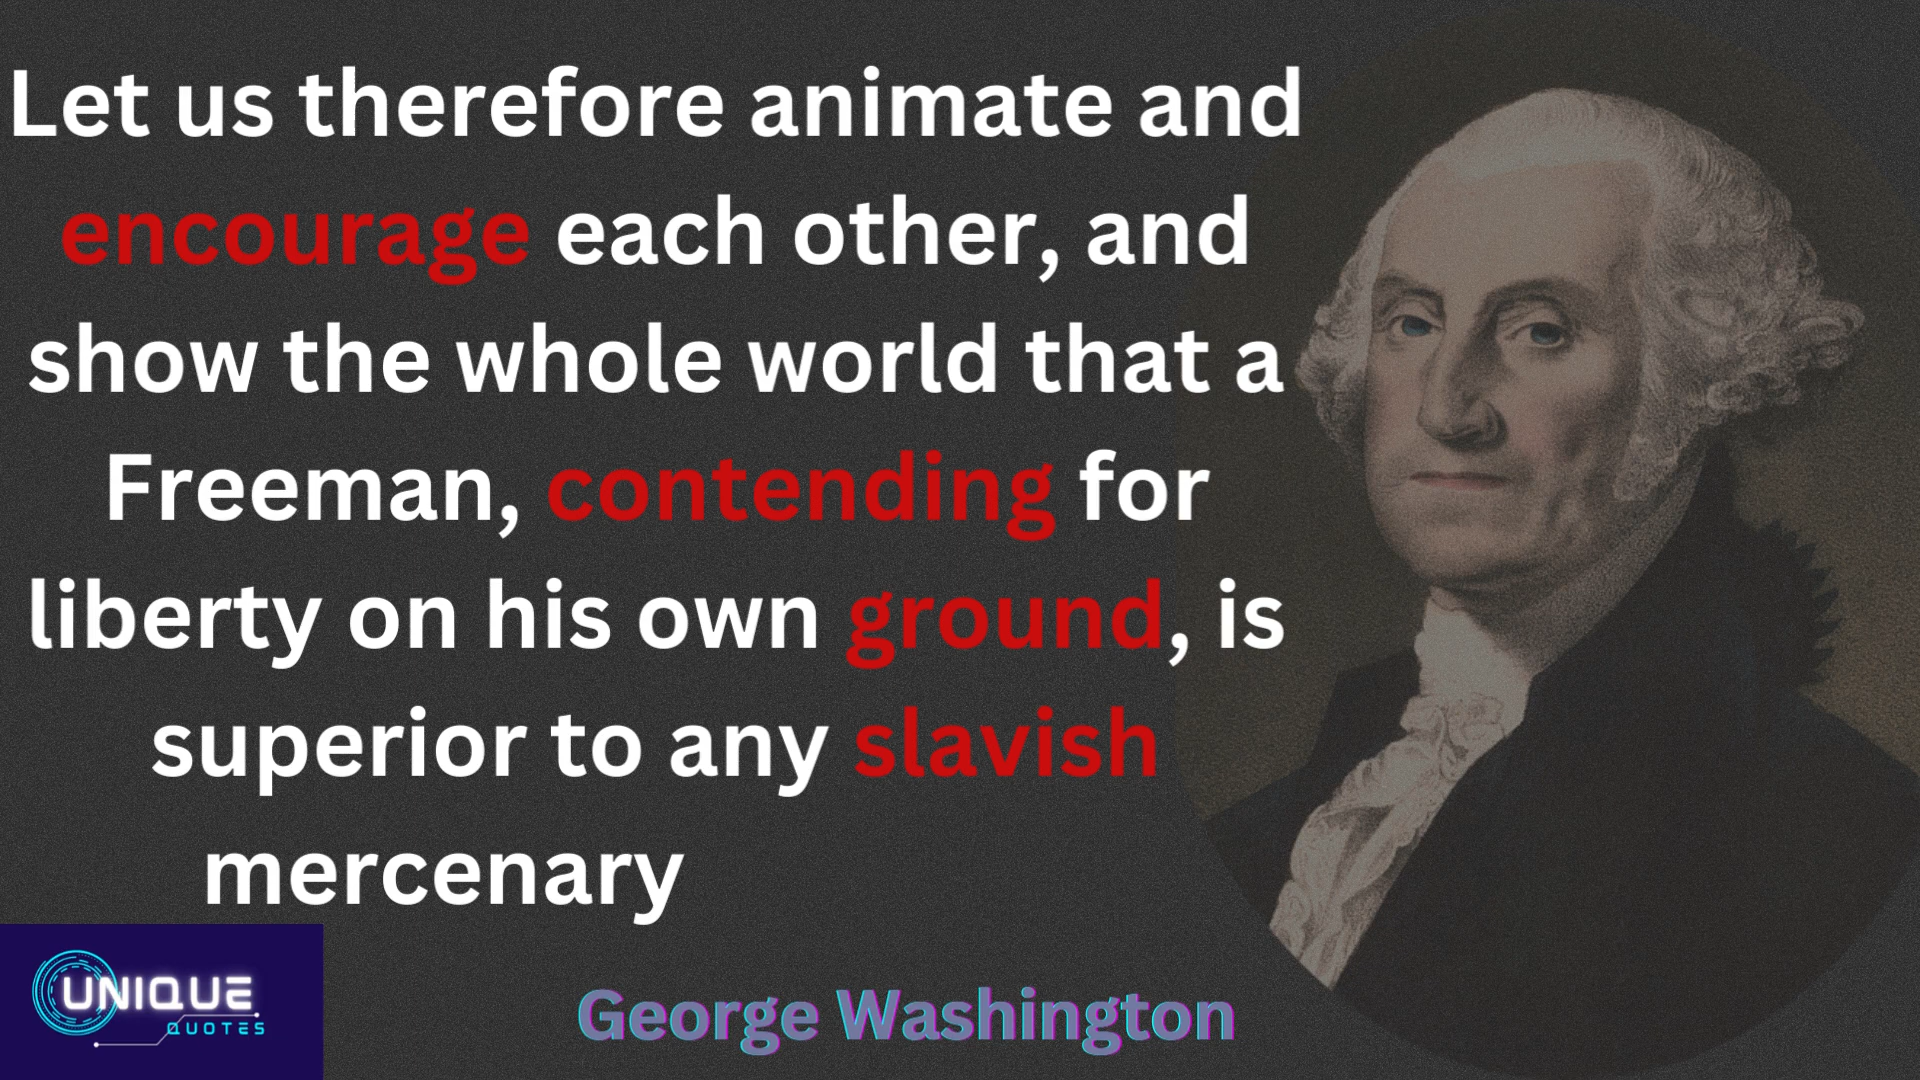 Let us therefore animate and
encourage each other, and
show the whole world that a
Freeman, contending for
liberty on his own ground, is
superior to any slavish
mercenary
UNIQUE
QUOTES
George Washington